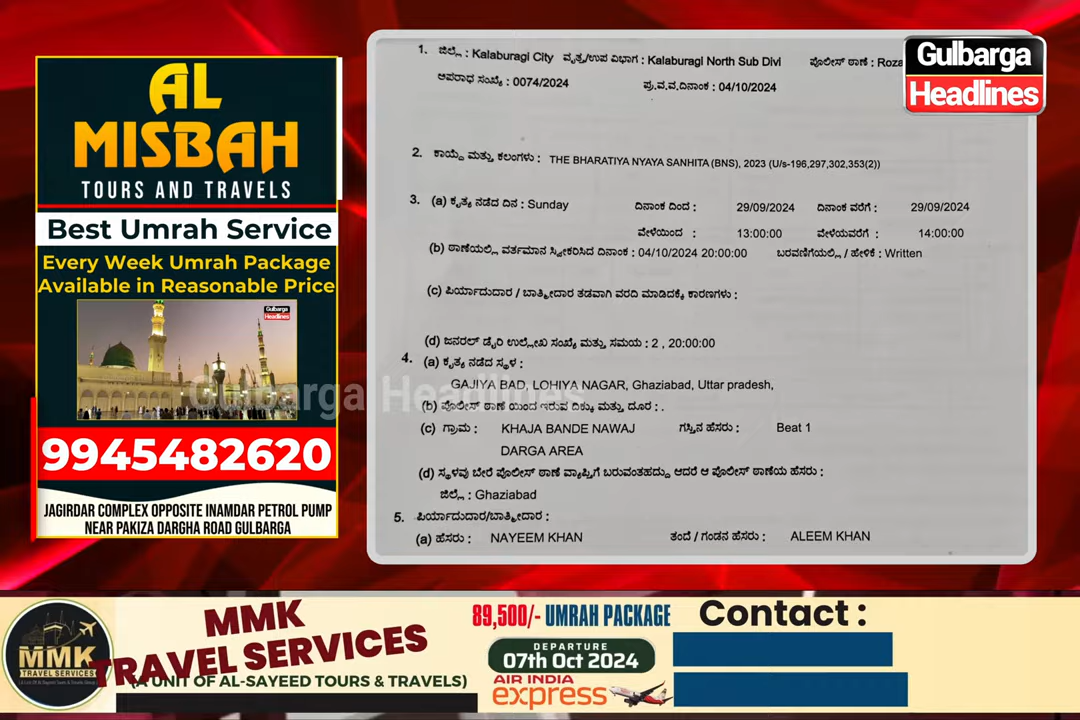 AL
MISBAH
TOURS AND TRAVELS
Best Umrah Service
Every Week Umrah Package
Available in Reasonable Price
Gulbarga
Headlines
9945482620
JAGIRDAR COMPLEX OPPOSITE INAMDAR PETROL PUMP
NEAR PAKIZA DARGHA ROAD GULBARGA
Gulbarga
Headlines
1. ಜಿಲ್ಲೆ : Kalaburagi City ವೃತ್ತ/ಉಪ ವಿಭಾಗ : Kalaburagi North Sub Divi ಪೊಲೀಸ್ ಠಾಣೆ : Roza
ಅಪರಾಧ ಸಂಖ್ಯೆ : 0074/2024 ಪ್ರ.ವ.ವ.ದಿನಾಂಕ : 04/10/2024
2. ಕಾಯ್ದೆ ಮತ್ತು ಕಲಂಗಳು : THE BHARATIYA NYAYA SANHITA (BNS), 2023 (U/s-196,297,302,353(2))
3. (a) ಕೃತ್ಯ ನಡೆದ ದಿನ : Sunday ದಿನಾಂಕ ದಿಂದ : 29/09/2024 ದಿನಾಂಕ ವರೆಗೆ : 29/09/2024
ವೇಳೆಯಿಂದ : 13:00:00 ವೇಳೆಯವರೆಗೆ : 14:00:00
(b) ಠಾಣೆಯಲ್ಲಿ ವರ್ತಮಾನ ಸ್ವೀಕರಿಸಿದ ದಿನಾಂಕ : 04/10/2024 20:00:00 ಬರವಣಿಗೆಯಲ್ಲಿ / ಹೇಳಿಕೆ : Written
(c) ಪಿರ್ಯಾದುದಾರ / ಬಾತ್ಮೀದಾರ ತಡವಾಗಿ ವರದಿ ಮಾಡಿದಕ್ಕೆ ಕಾರಣಗಳು :
(d) ಜನರಲ್ ಡೈರಿ ಉಲ್ಲೇಖ ಸಂಖ್ಯೆ ಮತ್ತು ಸಮಯ : 2 , 20:00:00
4. (a) ಕೃತ್ಯ ನಡೆದ ಸ್ಥಳ :
GAJIYA BAD, LOHIYA NAGAR, Ghaziabad, Uttar pradesh,
Gulbarga Headlines
(b) ಪೊಲೀಸ್ ಠಾಣೆ ಯಿಂದ ಇರುವ ದಿಕ್ಕು ಮತ್ತು ದೂರ : .
(c) ಗ್ರಾಮ : KHAJA BANDE NAWAJ ಗಸ್ತಿನ ಹೆಸರು : Beat 1
DARGA AREA
(d) ಸ್ಥಳವು ಬೇರೆ ಪೊಲೀಸ್ ಠಾಣೆ ವ್ಯಾಪ್ತಿಗೆ ಬರುವಂತಹದ್ದು ಆದರೆ ಆ ಪೊಲೀಸ್ ಠಾಣೆಯ ಹೆಸರು :
ಜಿಲ್ಲೆ : Ghaziabad
5. ಪಿರ್ಯಾದುದಾರ/ಬಾತ್ಮೀದಾರ :
(a) ಹೆಸರು : NAYEEM KHAN ತಂದೆ / ಗಂಡನ ಹೆಸರು : ALEEM KHAN
MMK
TRAVEL SERVICES
MMK
TRAVEL SERVICES
(A UNIT OF AL-SAYEED TOURS & TRAVELS)
89,500/- UMRAH PACKAGE
DEPARTURE
07th Oct 2024
AIR INDIA
express
Contact :